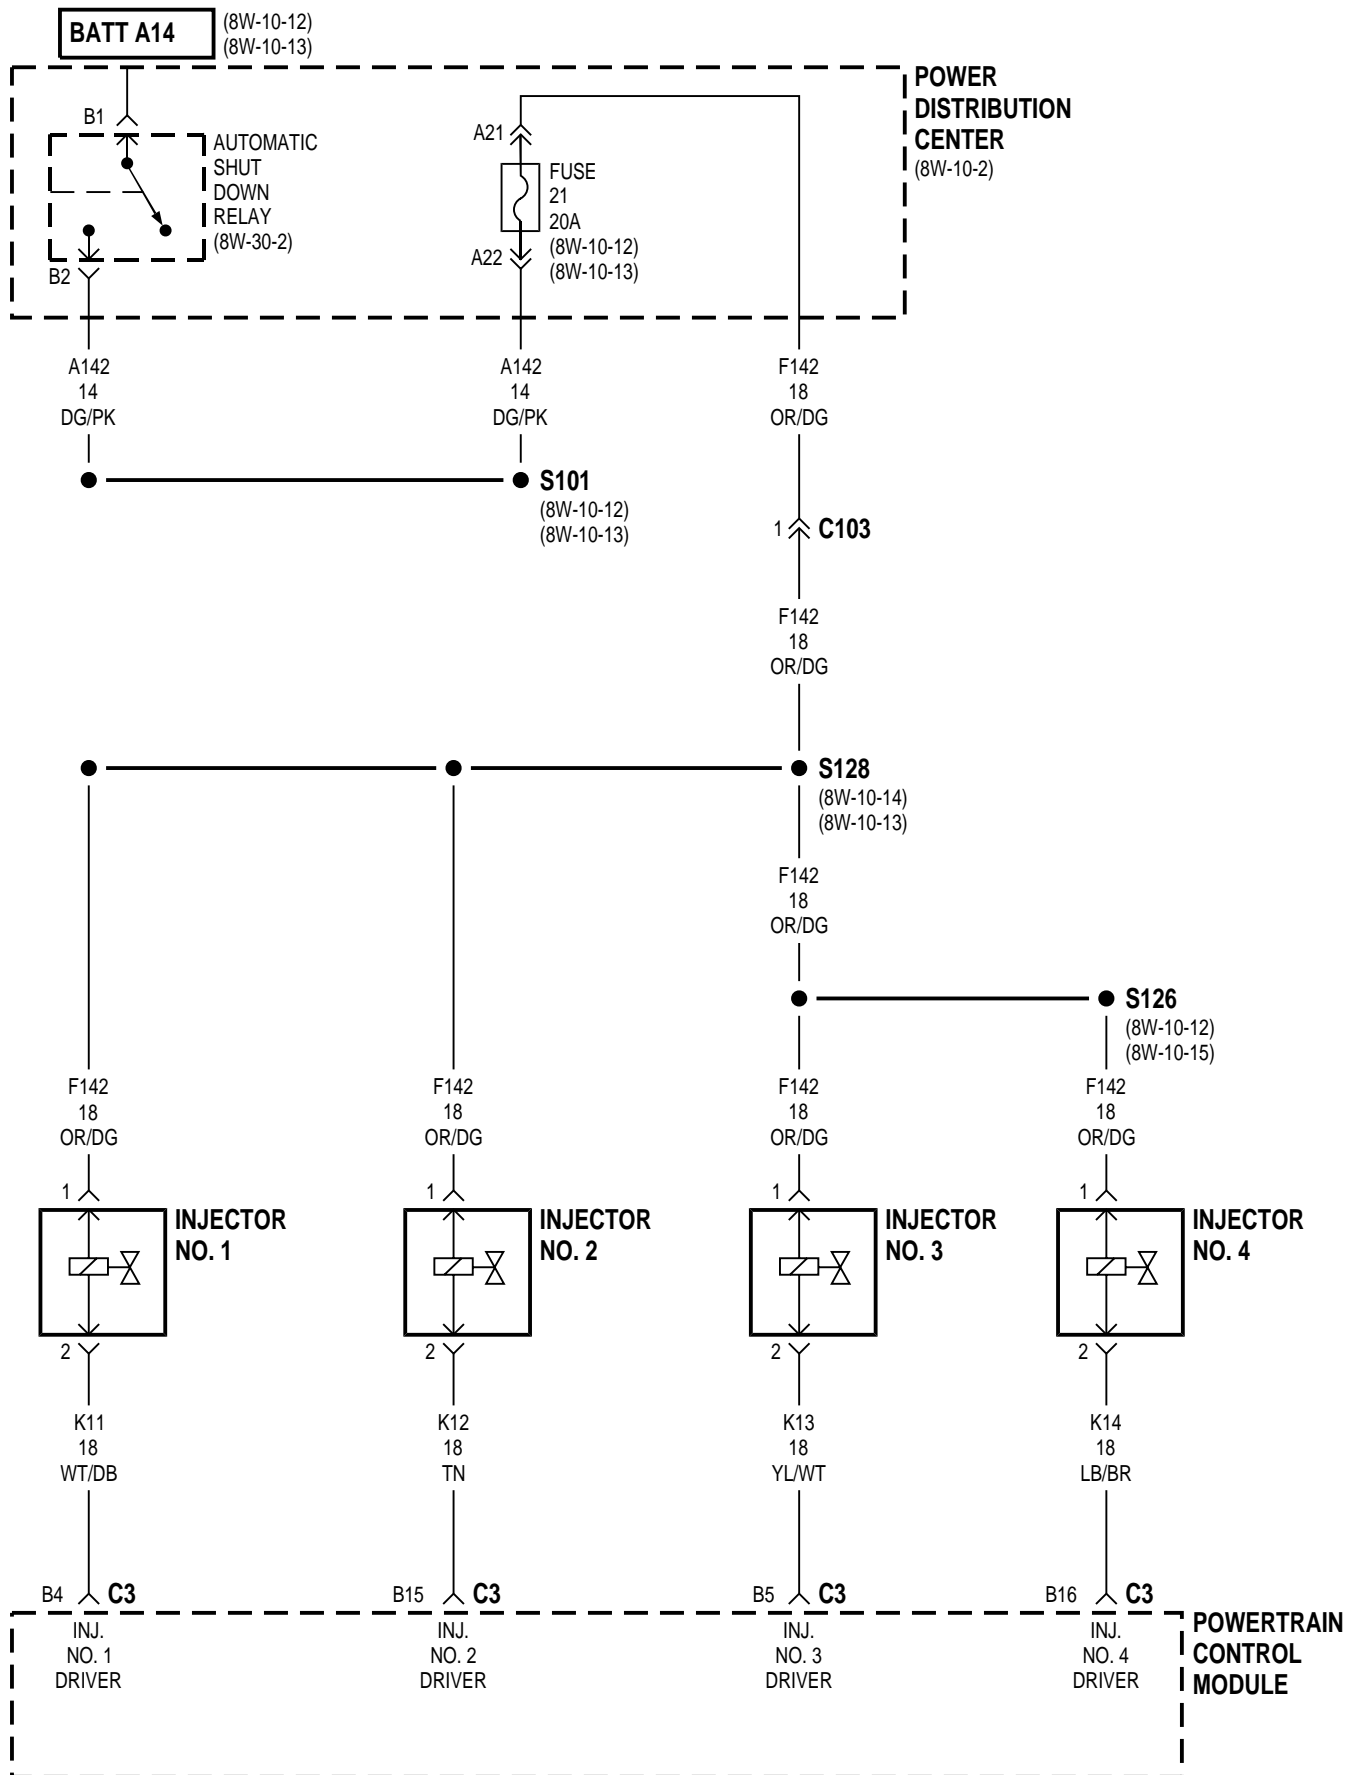 BATT A14
(8W-10-12)
(8W-10-13)
POWER
DISTRIBUTION
CENTER
(8W-10-2)
B1
AUTOMATIC
SHUT
DOWN
RELAY
(8W-30-2)
B2
A21
FUSE
21
20A
(8W-10-12)
(8W-10-13)
A22
A142
14
DG/PK
A142
14
DG/PK
F142
18
OR/DG
S101
(8W-10-12)
(8W-10-13)
1
C103
F142
18
OR/DG
S128
(8W-10-14)
(8W-10-13)
F142
18
OR/DG
S126
(8W-10-12)
(8W-10-15)
F142
18
OR/DG
F142
18
OR/DG
F142
18
OR/DG
F142
18
OR/DG
1
INJECTOR
NO. 1
2
1
INJECTOR
NO. 2
2
1
INJECTOR
NO. 3
2
1
INJECTOR
NO. 4
2
K11
18
WT/DB
K12
18
TN
K13
18
YL/WT
K14
18
LB/BR
B4 C3
B15 C3
B5 C3
B16 C3
INJ.
NO. 1
DRIVER
INJ.
NO. 2
DRIVER
INJ.
NO. 3
DRIVER
INJ.
NO. 4
DRIVER
POWERTRAIN
CONTROL
MODULE